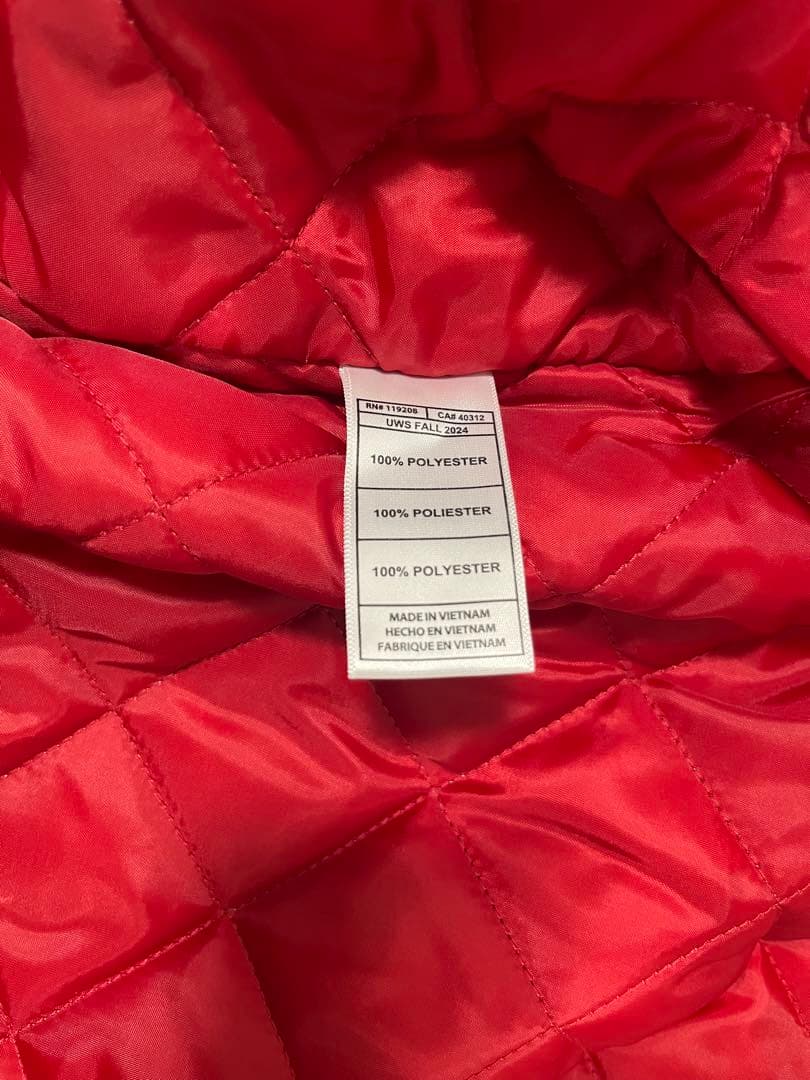 RN# 119208 CA# 40312
UWS FALL 2024
100% POLYESTER
100% POLIESTER
100% POLYESTER
MADE IN VIETNAM
HECHO EN VIETNAM
FABRIQUE EN VIETNAM